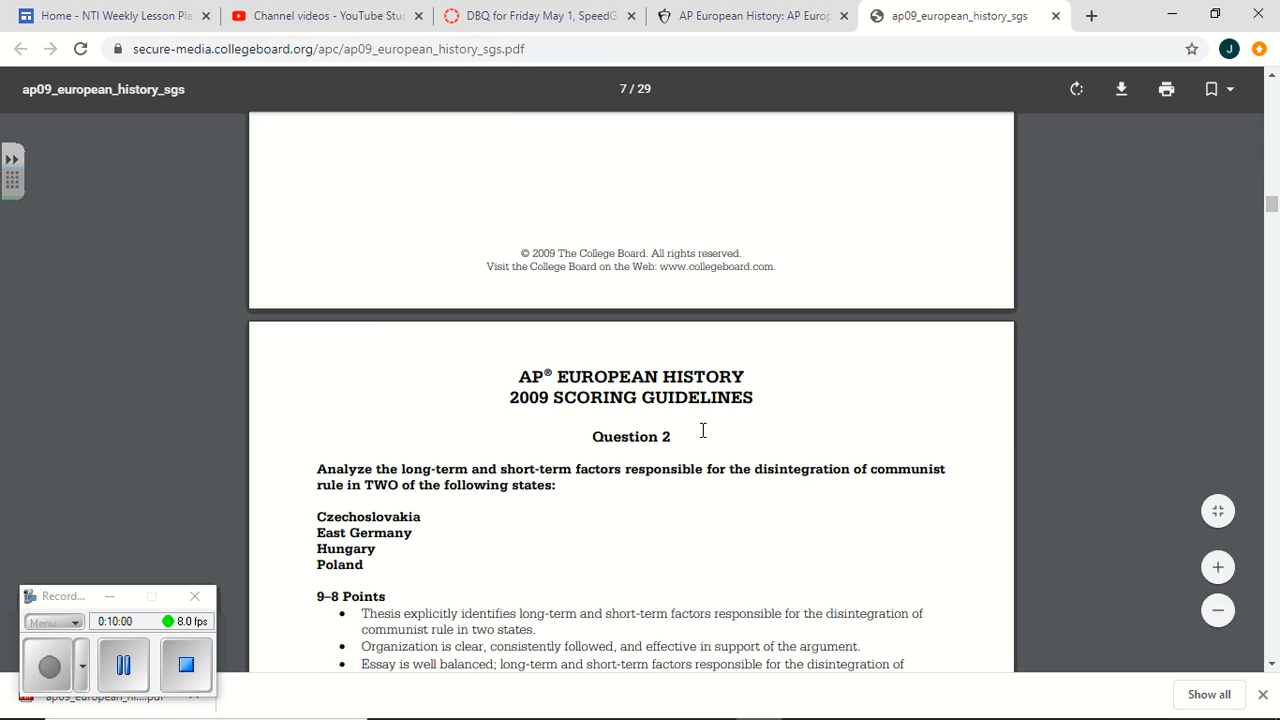 Home - NTI Weekly Lesson Pla
Channel videos - YouTube Stud
DBQ for Friday May 1, SpeedG
AP European History: AP Europ
ap09_european_history_sgs
secure-media.collegeboard.org/apc/ap09_european_history_sgs.pdf
J
ap09_european_history_sgs
7 / 29
© 2009 The College Board. All rights reserved.
Visit the College Board on the Web: www.collegeboard.com.
AP® EUROPEAN HISTORY
2009 SCORING GUIDELINES
Question 2
Analyze the long-term and short-term factors responsible for the disintegration of communist
rule in TWO of the following states:
Czechoslovakia
East Germany
Hungary
Poland
9–8 Points
• Thesis explicitly identifies long-term and short-term factors responsible for the disintegration of
communist rule in two states.
• Organization is clear, consistently followed, and effective in support of the argument.
• Essay is well balanced; long-term and short-term factors responsible for the disintegration of
Record...
Menu
0:10:00
8.0 fps
ap09_european_hi....pdf
Show all